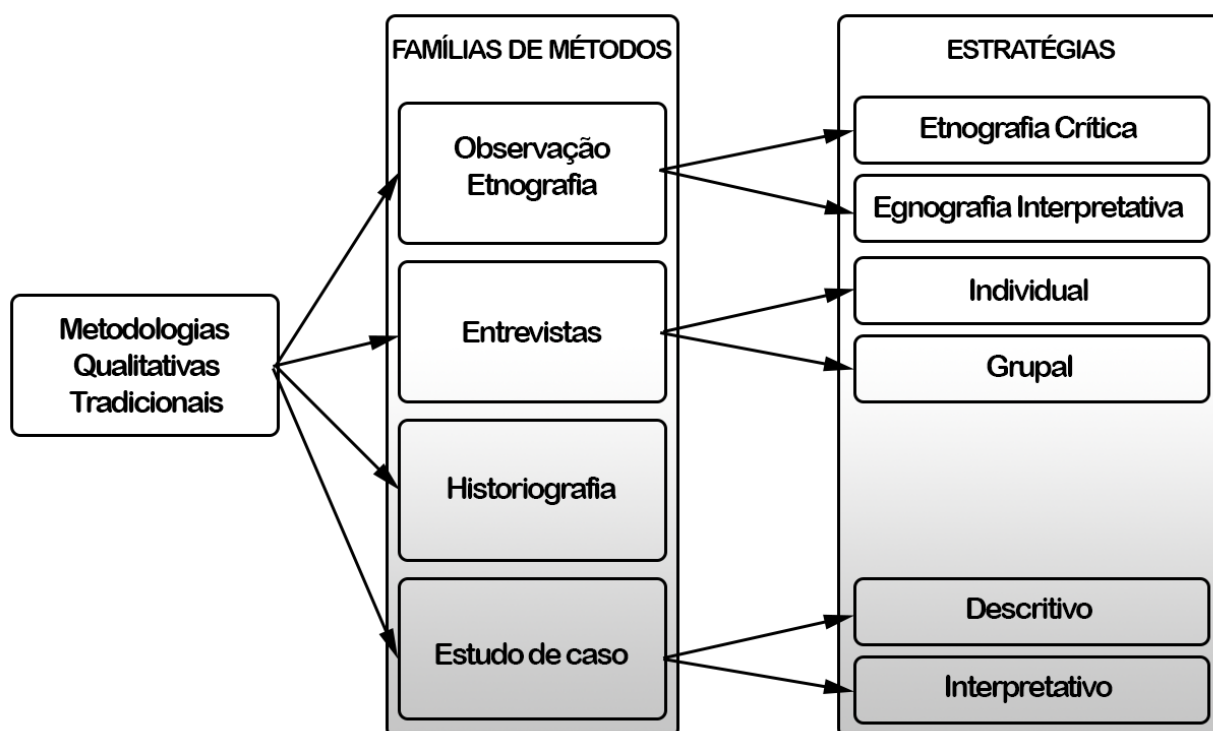 Metodologias
Qualitativas
Tradicionais
FAMÍLIAS DE MÉTODOS
Observação
Etnografia
Entrevistas
Historiografia
Estudo de caso
ESTRATÉGIAS
Etnografia Crítica
Egnografia Interpretativa
Individual
Grupal
Descritivo
Interpretativo